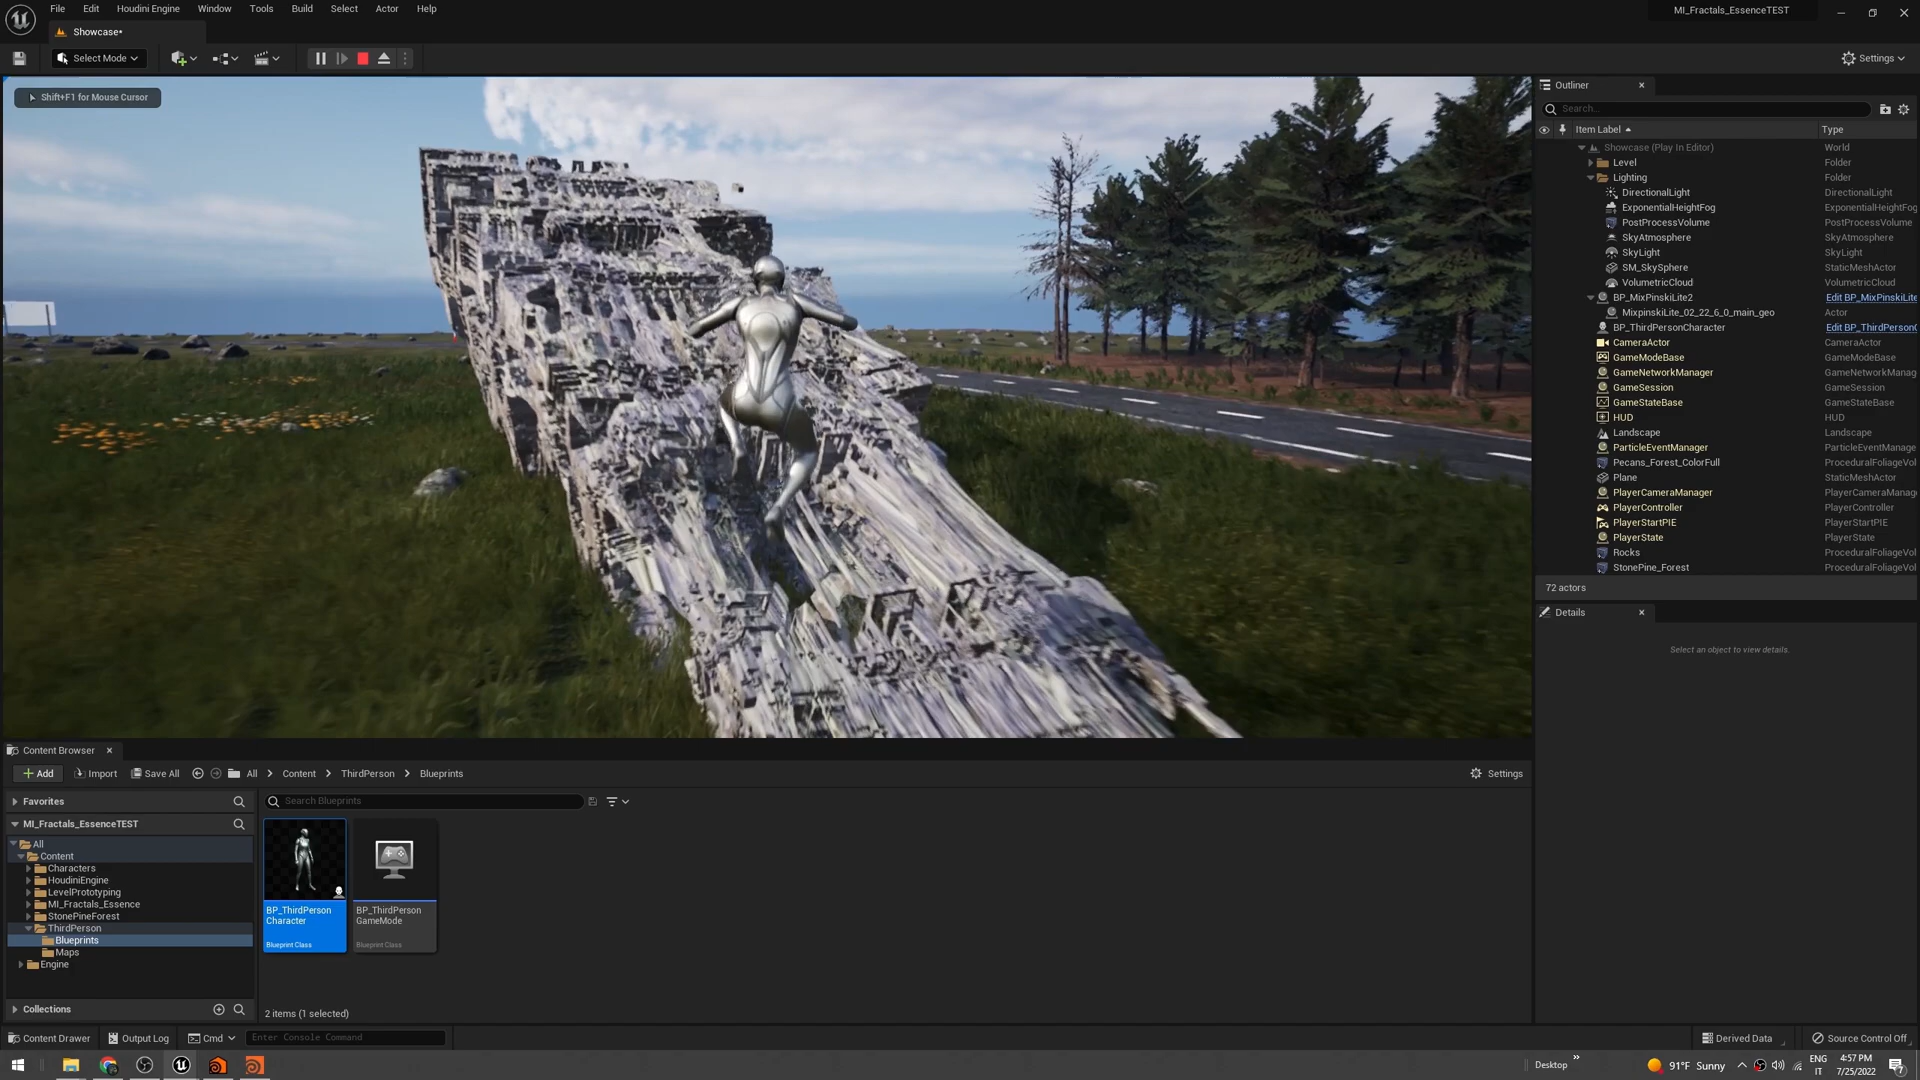 File Edit Houdini Engine Window Tools Build Select Actor Help
MI_Fractals_EssenceTEST
Showcase•
Select Mode
Settings
Shift+F1 for Mouse Cursor
Outliner
Search...
Item Label Type
Showcase (Play In Editor) World
Level Folder
Lighting Folder
DirectionalLight DirectionalLight
ExponentialHeightFog ExponentialHeightFog
PostProcessVolume PostProcessVolume
SkyAtmosphere SkyAtmosphere
SkyLight SkyLight
SM_SkySphere StaticMeshActor
VolumetricCloud VolumetricCloud
BP_MixPinskiLite2 Edit BP_MixPinskiLite
MixpinskiLite_02_22_6_0_main_geo Actor
BP_ThirdPersonCharacter Edit BP_ThirdPersonC
CameraActor CameraActor
GameModeBase GameModeBase
GameNetworkManager GameNetworkManag
GameSession GameSession
GameStateBase GameStateBase
HUD HUD
Landscape Landscape
ParticleEventManager ParticleEventManage
Pecans_Forest_ColorFull ProceduralFoliageVol
Plane StaticMeshActor
PlayerCameraManager PlayerCameraManag
PlayerController PlayerController
PlayerStartPIE PlayerStartPIE
PlayerState PlayerState
Rocks ProceduralFoliageVol
StonePine_Forest ProceduralFoliageVol
72 actors
Details
Select an object to view details.
Content Browser
Add Import Save All All Content ThirdPerson Blueprints Settings
Favorites
Search Blueprints
MI_Fractals_EssenceTEST
All
Content
Characters
HoudiniEngine
LevelPrototyping
MI_Fractals_Essence
StonePineForest
ThirdPerson
Blueprints
Maps
Engine
BP_ThirdPerson
Character
Blueprint Class
BP_ThirdPerson
GameMode
Blueprint Class
Collections
2 items (1 selected)
Content Drawer Output Log Cmd Enter Console Command Derived Data Source Control Off
Desktop 91°F Sunny ENG
IT
4:57 PM
7/25/2022
7